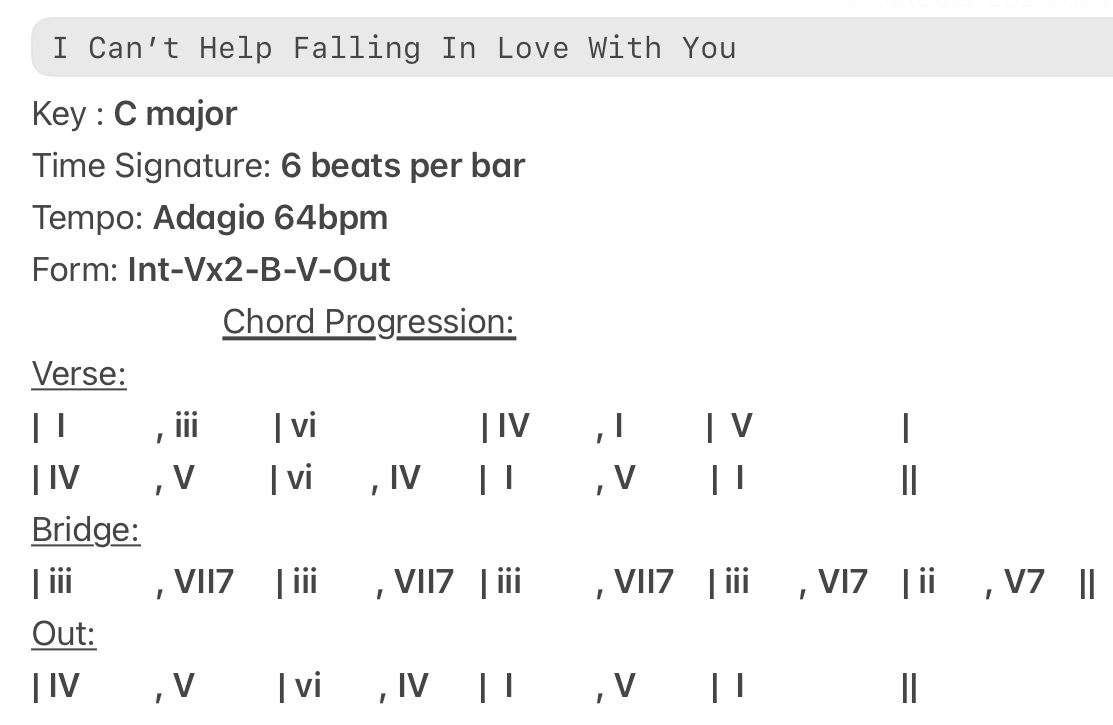 I Can’t Help Falling In Love With You
Key : C major
Time Signature: 6 beats per bar
Tempo: Adagio 64bpm
Form: Int-Vx2-B-V-Out
Chord Progression:
Verse:
| I , iii | vi | IV , I | V |
| IV , V | vi , IV | I , V | I ||
Bridge:
| iii , VII7 | iii , VII7 | iii , VII7 | iii , VI7 | ii , V7 ||
Out:
| IV , V | vi , IV | I , V | I ||